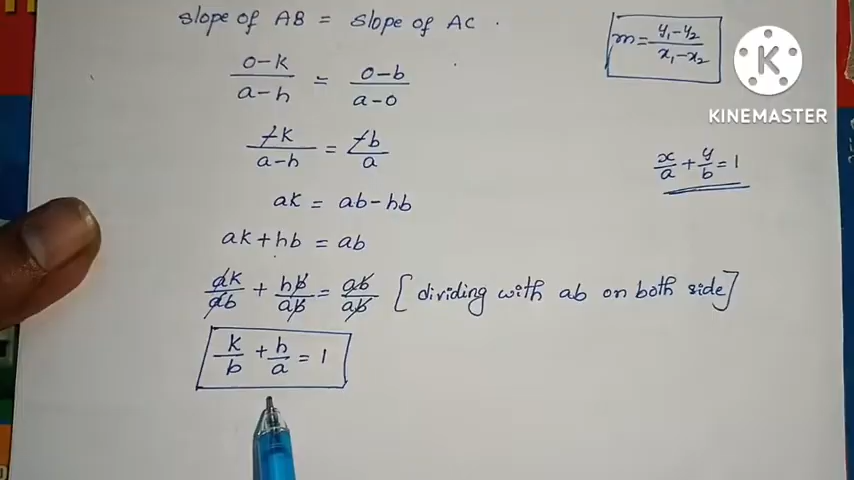 slope of AB = slope of AC .
m = y₁-y₂ / x₁-x₂
K
KINEMASTER
0-k / a-h = 0-b / a-0
-k / a-h = -b / a
x/a + y/b = 1
ak = ab-hb
ak+hb = ab
ak/ab + hb/ab = ab/ab [dividing with ab on both side]
k/b + h/a = 1